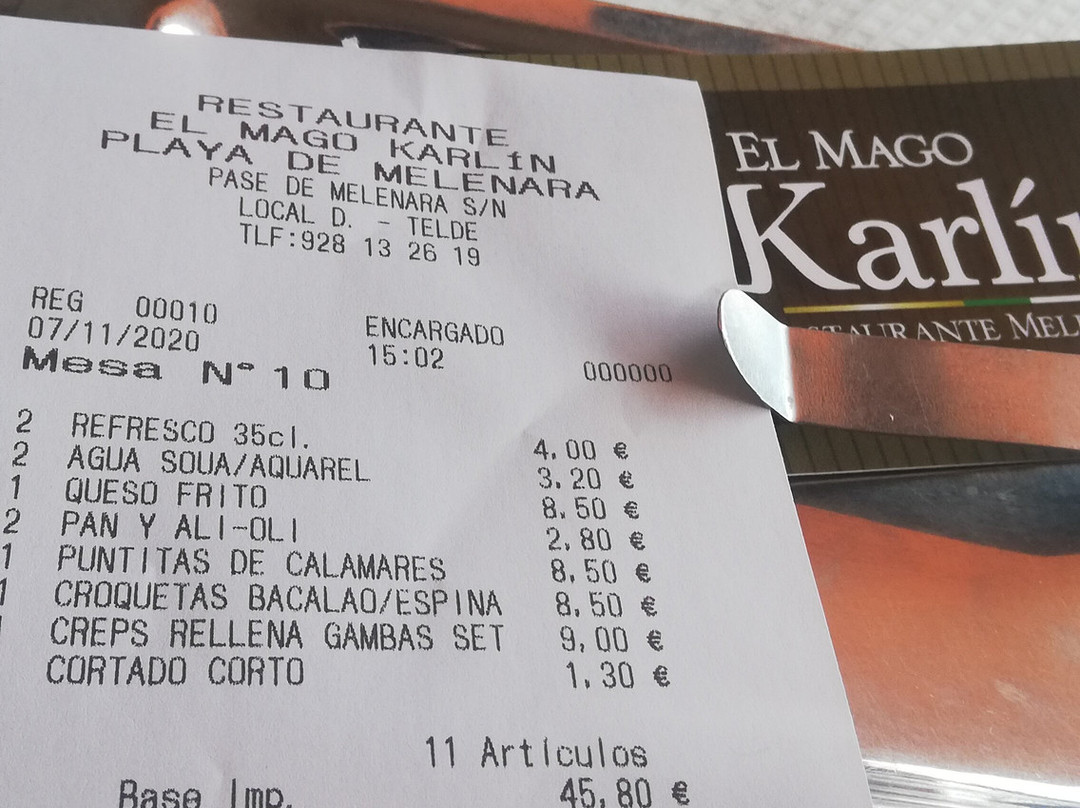 RESTAURANTE
EL MAGO KARLíN
PLAYA DE MELENARA
PASE DE MELENARA S/N
LOCAL D. - TELDE
TLF:928 13 26 19
REG 00010
ENCARGADO
07/11/2020 15:02
Mesa Nº 10 000000
2 REFRESCO 35cl. 4,00 €
2 AGUA SOUA/AQUAREL 3,20 €
1 QUESO FRITO 8,50 €
2 PAN Y ALI-OLI 2,80 €
1 PUNTITAS DE CALAMARES 8,50 €
1 CROQUETAS BACALAO/ESPINA 8,50 €
CREPS RELLENA GAMBAS SET 9,00 €
CORTADO CORTO 1,30 €
11 Artículos
Base Imp. 45,80 €
EL MAGO
Karlín